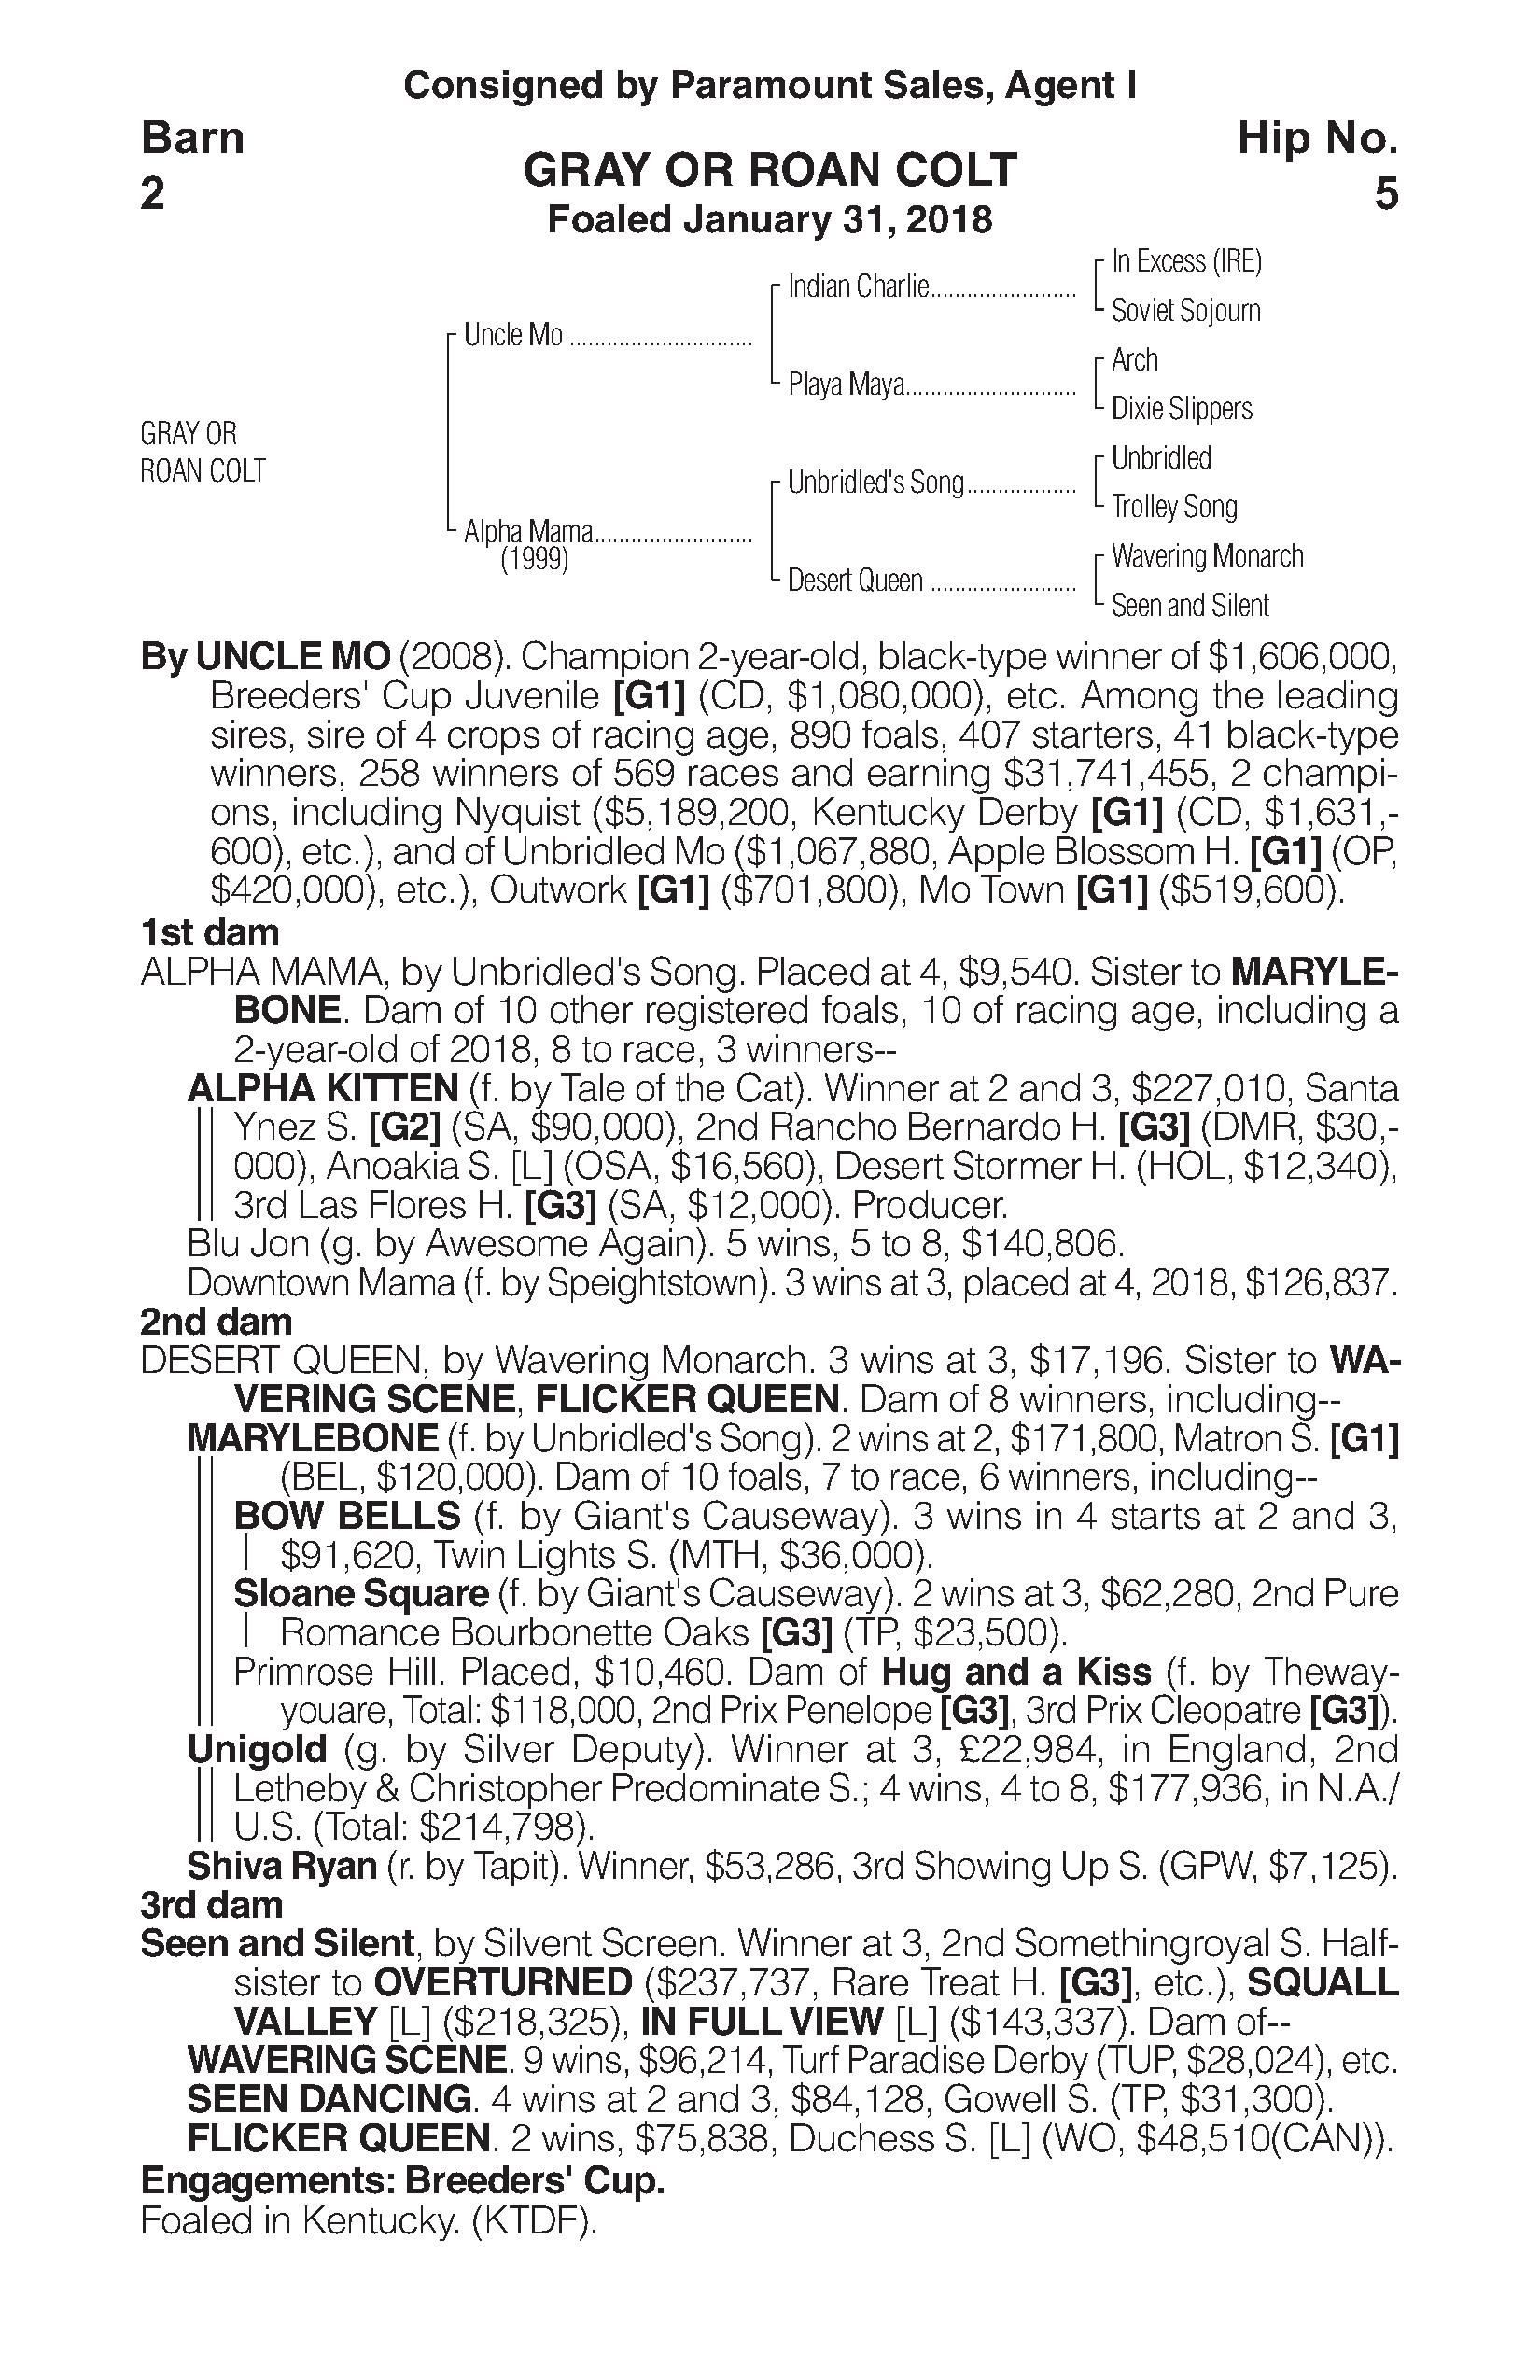 Consigned by Paramount Sales, Agent I
Barn
Hip No.
2
GRAY OR ROAN COLT
5
Foaled January 31, 2018
In Excess (IRE)
Indian Charlie........................
Soviet Sojourn
Uncle Mo ..............................
Arch
Playa Maya............................
Dixie Slippers
GRAY OR
ROAN COLT
Unbridled
Unbridled's Song..................
Trolley Song
Alpha Mama..........................
(1999)
Wavering Monarch
Desert Queen ........................
Seen and Silent
By UNCLE MO (2008). Champion 2-year-old, black-type winner of $1,606,000,
Breeders' Cup Juvenile [G1] (CD, $1,080,000), etc. Among the leading
sires, sire of 4 crops of racing age, 890 foals, 407 starters, 41 black-type
winners, 258 winners of 569 races and earning $31,741,455, 2 champi-
ons, including Nyquist ($5,189,200, Kentucky Derby [G1] (CD, $1,631,-
600), etc.), and of Unbridled Mo ($1,067,880, Apple Blossom H. [G1] (OP,
$420,000), etc.), Outwork [G1] ($701,800), Mo Town [G1] ($519,600).
1st dam
ALPHA MAMA, by Unbridled's Song. Placed at 4, $9,540. Sister to MARYLE-
BONE. Dam of 10 other registered foals, 10 of racing age, including a
2-year-old of 2018, 8 to race, 3 winners--
ALPHA KITTEN (f. by Tale of the Cat). Winner at 2 and 3, $227,010, Santa
Ynez S. [G2] (SA, $90,000), 2nd Rancho Bernardo H. [G3] (DMR, $30,-
000), Anoakia S. [L] (OSA, $16,560), Desert Stormer H. (HOL, $12,340),
3rd Las Flores H. [G3] (SA, $12,000). Producer.
Blu Jon (g. by Awesome Again). 5 wins, 5 to 8, $140,806.
Downtown Mama (f. by Speightstown). 3 wins at 3, placed at 4, 2018, $126,837.
2nd dam
DESERT QUEEN, by Wavering Monarch. 3 wins at 3, $17,196. Sister to WA-
VERING SCENE, FLICKER QUEEN. Dam of 8 winners, including--
MARYLEBONE (f. by Unbridled's Song). 2 wins at 2, $171,800, Matron S. [G1]
(BEL, $120,000). Dam of 10 foals, 7 to race, 6 winners, including--
BOW BELLS (f. by Giant's Causeway). 3 wins in 4 starts at 2 and 3,
$91,620, Twin Lights S. (MTH, $36,000).
Sloane Square (f. by Giant's Causeway). 2 wins at 3, $62,280, 2nd Pure
Romance Bourbonette Oaks [G3] (TP, $23,500).
Primrose Hill. Placed, $10,460. Dam of Hug and a Kiss (f. by Theway-
youare, Total: $118,000, 2nd Prix Penelope [G3], 3rd Prix Cleopatre [G3]).
Unigold (g. by Silver Deputy). Winner at 3, £22,984, in England, 2nd
Letheby & Christopher Predominate S.; 4 wins, 4 to 8, $177,936, in N.A./
U.S. (Total: $214,798).
Shiva Ryan (r. by Tapit). Winner, $53,286, 3rd Showing Up S. (GPW, $7,125).
3rd dam
Seen and Silent, by Silvent Screen. Winner at 3, 2nd Somethingroyal S. Half-
sister to OVERTURNED ($237,737, Rare Treat H. [G3], etc.), SQUALL
VALLEY [L] ($218,325), IN FULL VIEW [L] ($143,337). Dam of--
WAVERING SCENE. 9 wins, $96,214, Turf Paradise Derby (TUP, $28,024), etc.
SEEN DANCING. 4 wins at 2 and 3, $84,128, Gowell S. (TP, $31,300).
FLICKER QUEEN. 2 wins, $75,838, Duchess S. [L] (WO, $48,510(CAN)).
Engagements: Breeders' Cup.
Foaled in Kentucky. (KTDF).